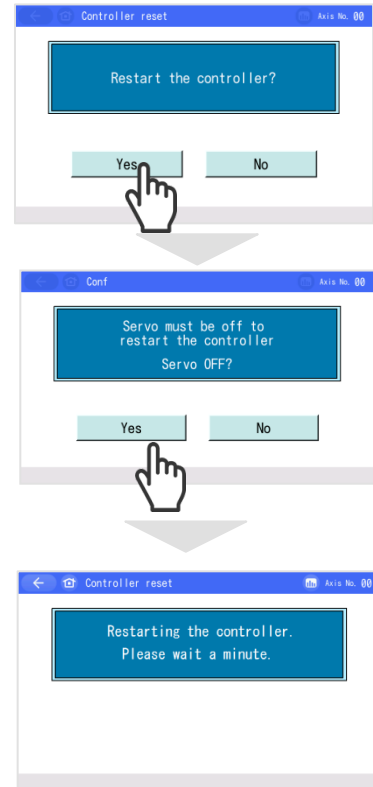 Controller reset
Axis No. 00
Restart the controller?
Yes
No
Conf
Axis No. 00
Servo must be off to
restart the controller
Servo OFF?
Yes
No
Controller reset
Axis No. 00
Restarting the controller.
Please wait a minute.